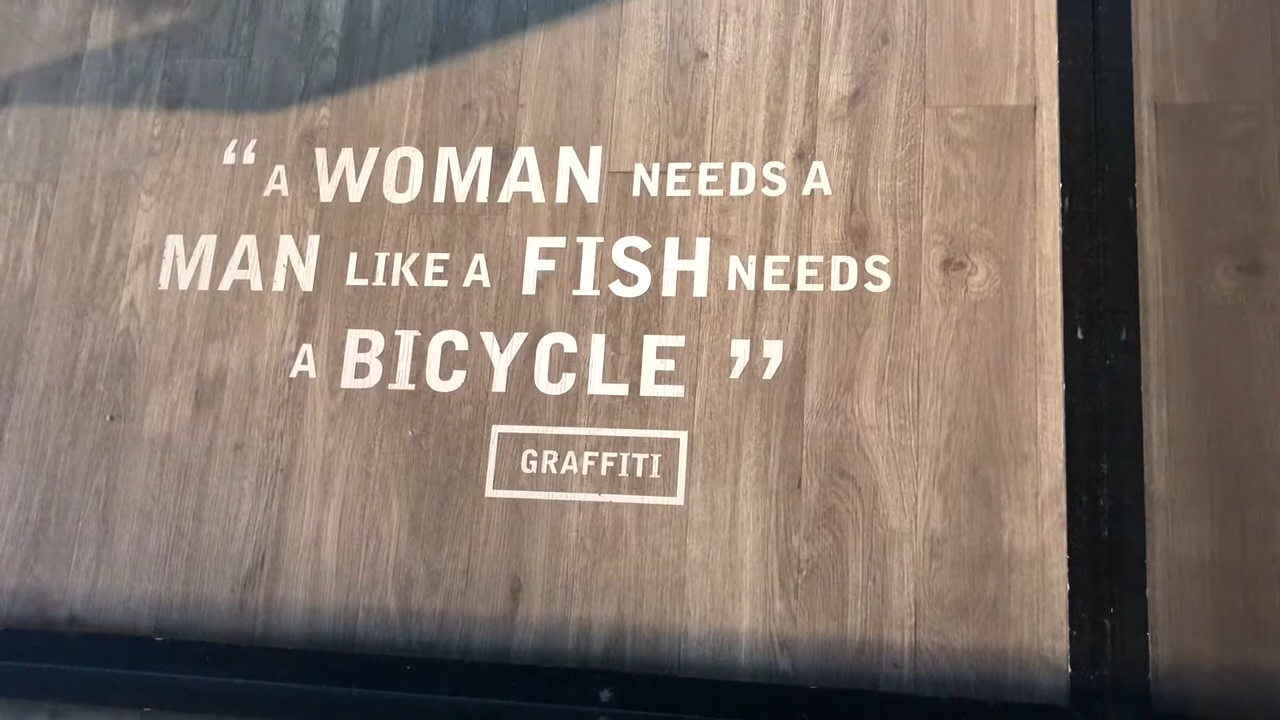 “A WOMAN NEEDS A
MAN LIKE A FISH NEEDS
A BICYCLE ”
GRAFFITI